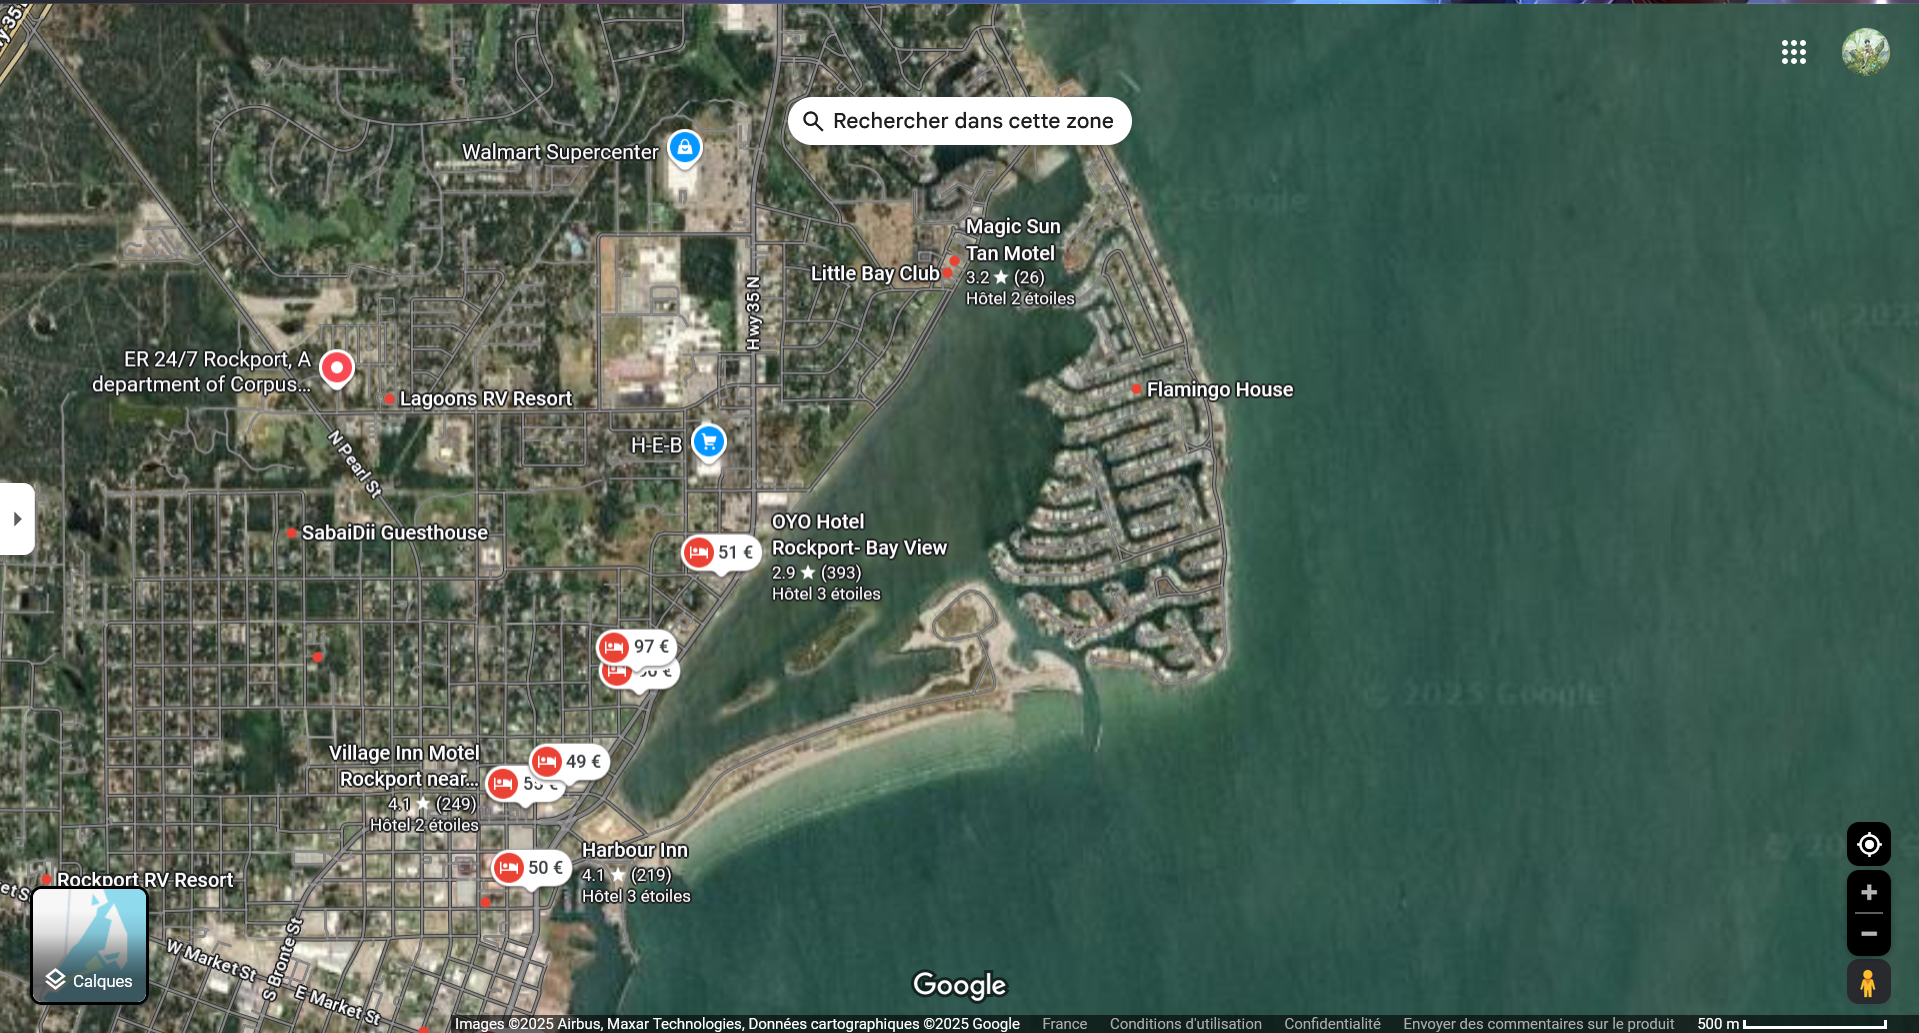 Hwy 35
Rechercher dans cette zone
Walmart Supercenter
Magic Sun
Tan Motel
3.2 ★ (26)
Hôtel 2 étoiles
Little Bay Club
Hwy 35 N
ER 24/7 Rockport, A
department of Corpus...
Lagoons RV Resort
Flamingo House
N Pearl St
H-E-B
SabaiDii Guesthouse
51 €
OYO Hotel
Rockport- Bay View
2.9 ★ (393)
Hôtel 3 étoiles
97 €
Village Inn Motel
Rockport near...
4.1 ★ (249)
Hôtel 2 étoiles
49 €
Harbour Inn
4.1 ★ (219)
Hôtel 3 étoiles
50 €
Rockport RV Resort
W Market St
S Bronte St
E Market St
Calques
© 2025 Google
Google
Images ©2025 Airbus, Maxar Technologies, Données cartographiques ©2025 Google France Conditions d'utilisation Confidentialité Envoyer des commentaires sur le produit 500 m